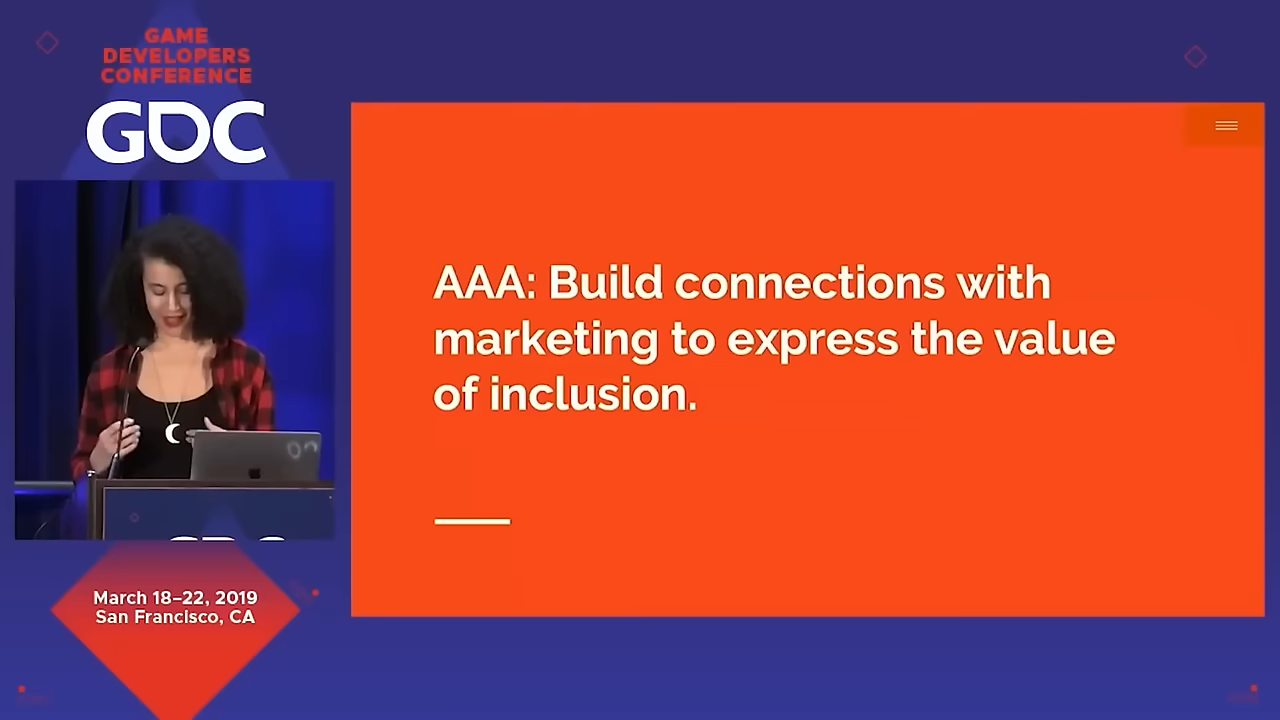 GAME
DEVELOPERS
CONFERENCE
GDC
AAA: Build connections with
marketing to express the value
of inclusion.
March 18–22, 2019
San Francisco, CA